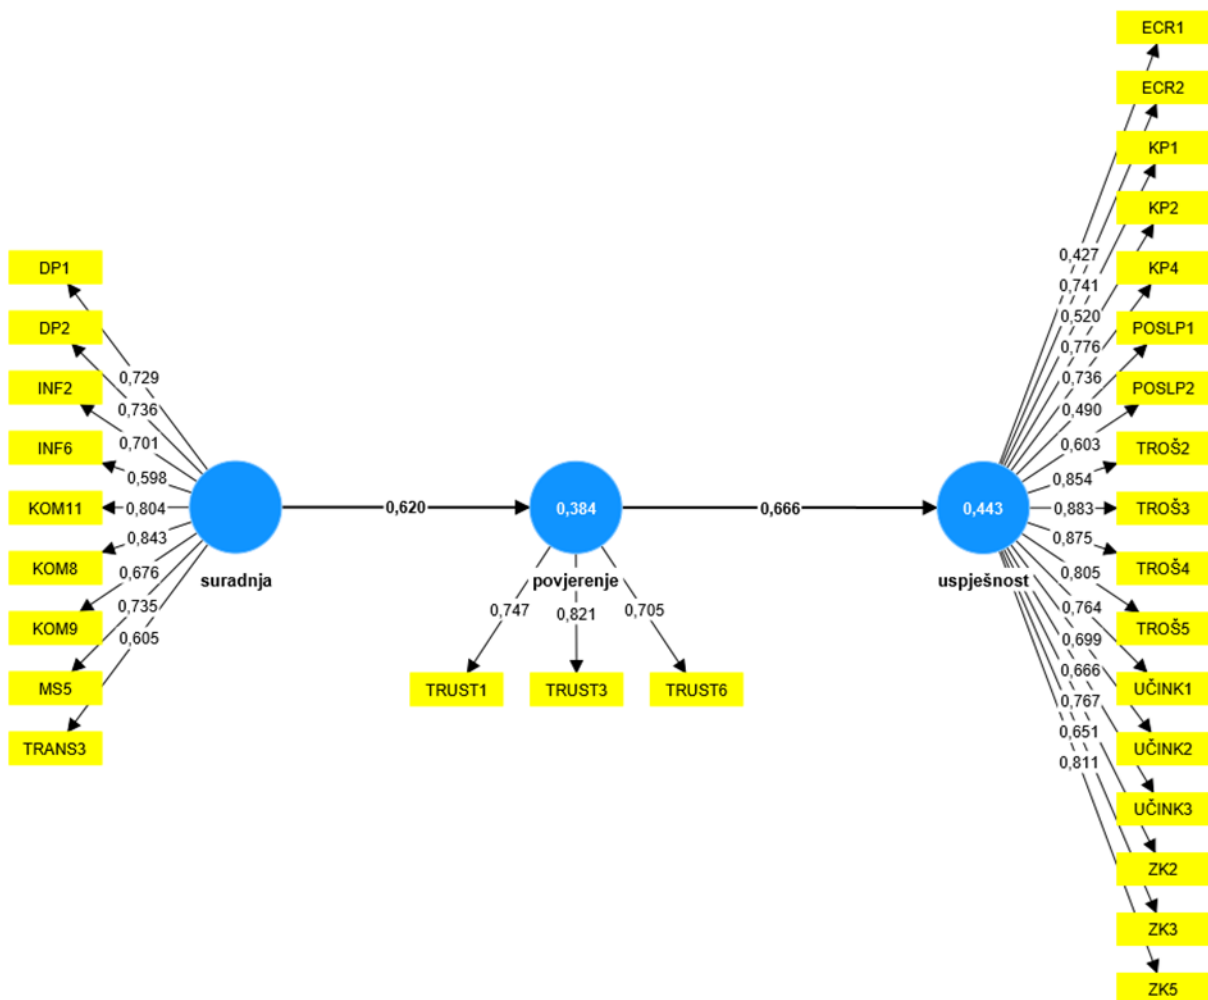 DP1
DP2
INF2
INF6
KOM11
KOM8
KOM9
MS5
TRANS3
0,729
0,736
0,701
0,598
0,804
0,843
0,676
0,735
0,605
suradnja
0,620
0,384
povjerenje
0,747
0,821
0,705
TRUST1
TRUST3
TRUST6
0,666
0,443
uspješnost
0,427
0,741
0,520
0,776
0,736
0,490
0,603
0,854
0,883
0,875
0,805
0,764
0,699
0,666
0,767
0,651
0,811
ECR1
ECR2
KP1
KP2
KP4
POSLP1
POSLP2
TROŠ2
TROŠ3
TROŠ4
TROŠ5
UČINK1
UČINK2
UČINK3
ZK2
ZK3
ZK5